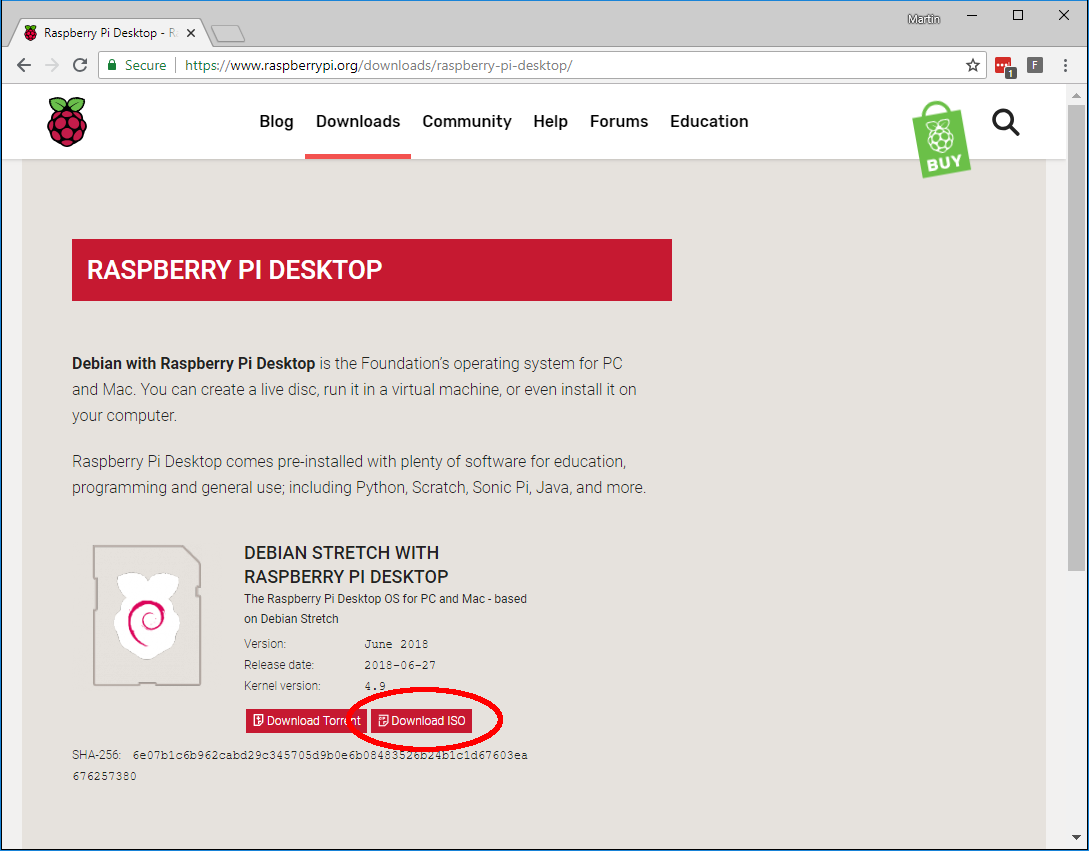 Martin
Raspberry Pi Desktop - Ra
Secure
https://www.raspberrypi.org/downloads/raspberry-pi-desktop/
1
F
Blog Downloads Community Help Forums Education
BUY
RASPBERRY PI DESKTOP
Debian with Raspberry Pi Desktop is the Foundation’s operating system for PC
and Mac. You can create a live disc, run it in a virtual machine, or even install it on
your computer.
Raspberry Pi Desktop comes pre-installed with plenty of software for education,
programming and general use; including Python, Scratch, Sonic Pi, Java, and more.
DEBIAN STRETCH WITH
RASPBERRY PI DESKTOP
The Raspberry Pi Desktop OS for PC and Mac - based
on Debian Stretch
Version: June 2018
Release date: 2018-06-27
Kernel version: 4.9
Download Torrent Download ISO
SHA-256: 6e07b1c6b962cabd29c345705d9b0e6b08483526b24b1c1d67603ea
676257380